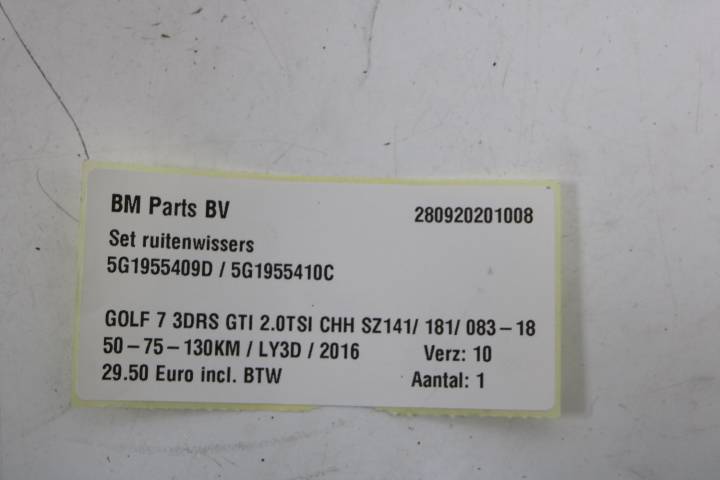 BM Parts BV 280920201008
Set ruitenwissers
5G1955409D / 5G1955410C
GOLF 7 3DRS GTI 2.0TSI CHH SZ141/ 181/ 083-18
50-75-130KM / LY3D / 2016 Verz: 10
29.50 Euro incl. BTW Aantal: 1